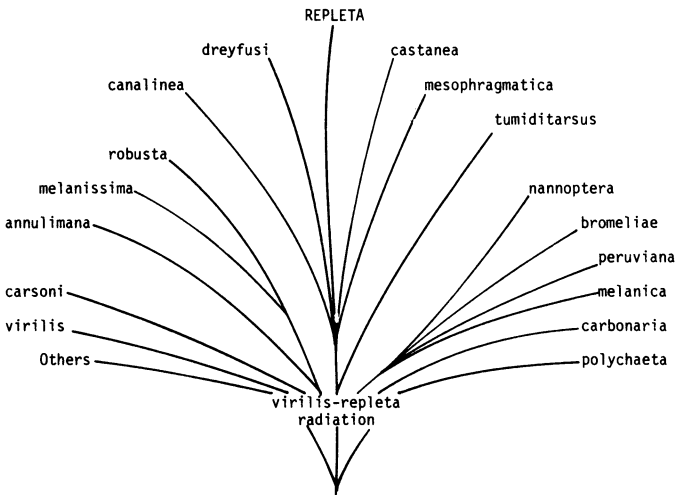 REPLETA
dreyfusi
castanea
canalinea
mesophragmatica
tumiditarsus
robusta
melanissima
nannoptera
annulimana
bromeliae
peruviana
carsoni
melanica
virilis
carbonaria
Others
polychaeta
virilis-repleta
radiation